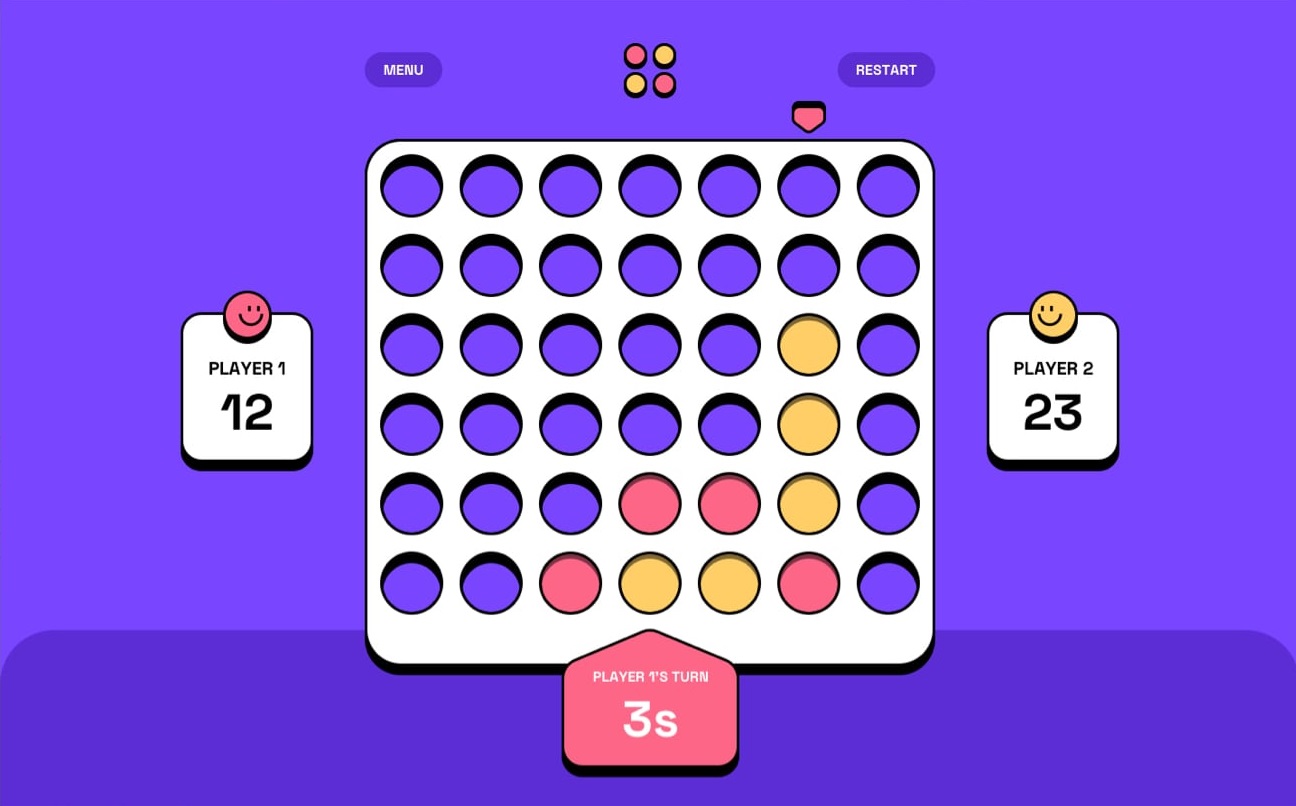 MENU
RESTART
PLAYER 1
12
PLAYER 2
23
PLAYER 1'S TURN
3s